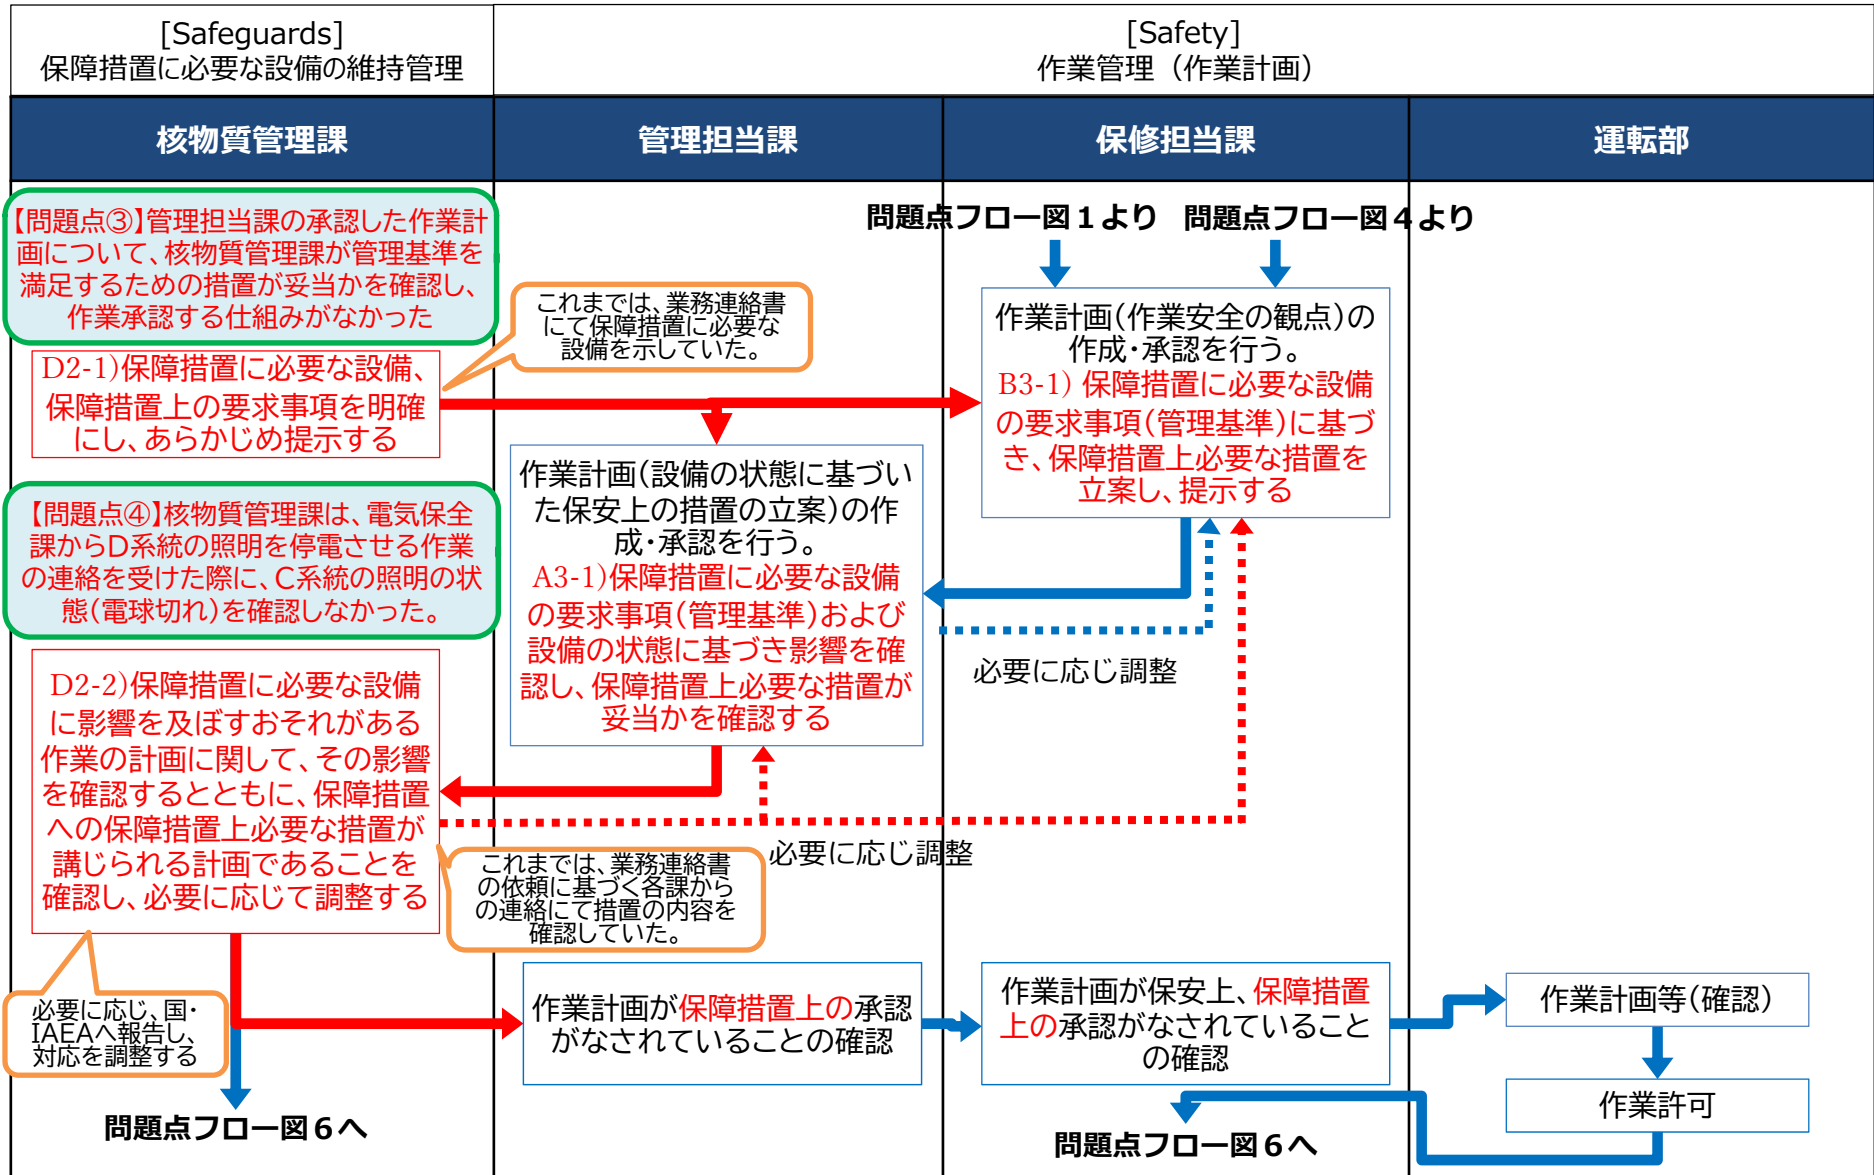 [Safeguards]
保障措置に必要な設備の維持管理
[Safety]
作業管理（作業計画）
核物質管理課
管理担当課
保修担当課
運転部
【問題点③】管理担当課の承認した作業計
画について、核物質管理課が管理基準を
満足するための措置が妥当かを確認し、
作業承認する仕組みがなかった
これまでは、業務連絡書
にて保障措置に必要な
設備を示していた。
D2-1)保障措置に必要な設備、
保障措置上の要求事項を明確
にし、あらかじめ提示する
問題点フロー図１より
問題点フロー図４より
作業計画(作業安全の観点)の
作成・承認を行う。
B3-1) 保障措置に必要な設備
の要求事項(管理基準)に基づ
き、保障措置上必要な措置を
立案し、提示する
作業計画(設備の状態に基づい
た保安上の措置の立案)の作
成・承認を行う。
A3-1)保障措置に必要な設備
の要求事項(管理基準)および
設備の状態に基づき影響を確
認し、保障措置上必要な措置が
妥当かを確認する
【問題点④】核物質管理課は、電気保全
課からD系統の照明を停電させる作業
の連絡を受けた際に、C系統の照明の状
態(電球切れ)を確認しなかった。
必要に応じ調整
D2-2)保障措置に必要な設備
に影響を及ぼすおそれがある
作業の計画に関して、その影響
を確認するとともに、保障措置
への保障措置上必要な措置が
講じられる計画であることを
確認し、必要に応じて調整する
必要に応じ調整
これまでは、業務連絡書
の依頼に基づく各課から
の連絡にて措置の内容を
確認していた。
必要に応じ、国・
IAEAへ報告し、
対応を調整する
作業計画が保障措置上の承認
がなされていることの確認
作業計画が保安上、保障措置
上の承認がなされていること
の確認
作業計画等(確認)
作業許可
問題点フロー図６へ
問題点フロー図６へ